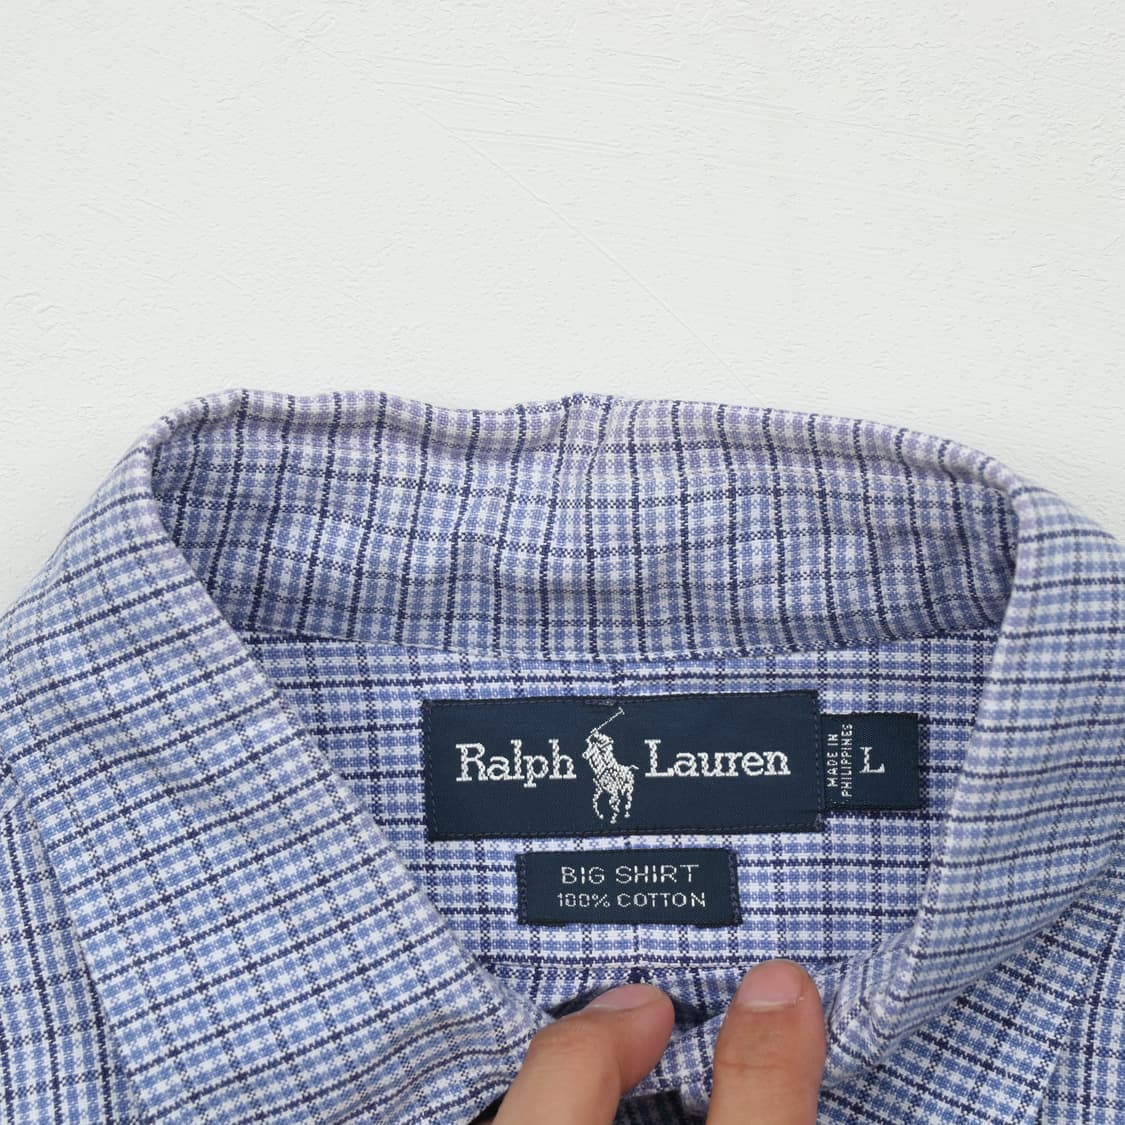 Ralph Lauren
MADE IN
PHILIPPINES
L
BIG SHIRT
100% COTTON